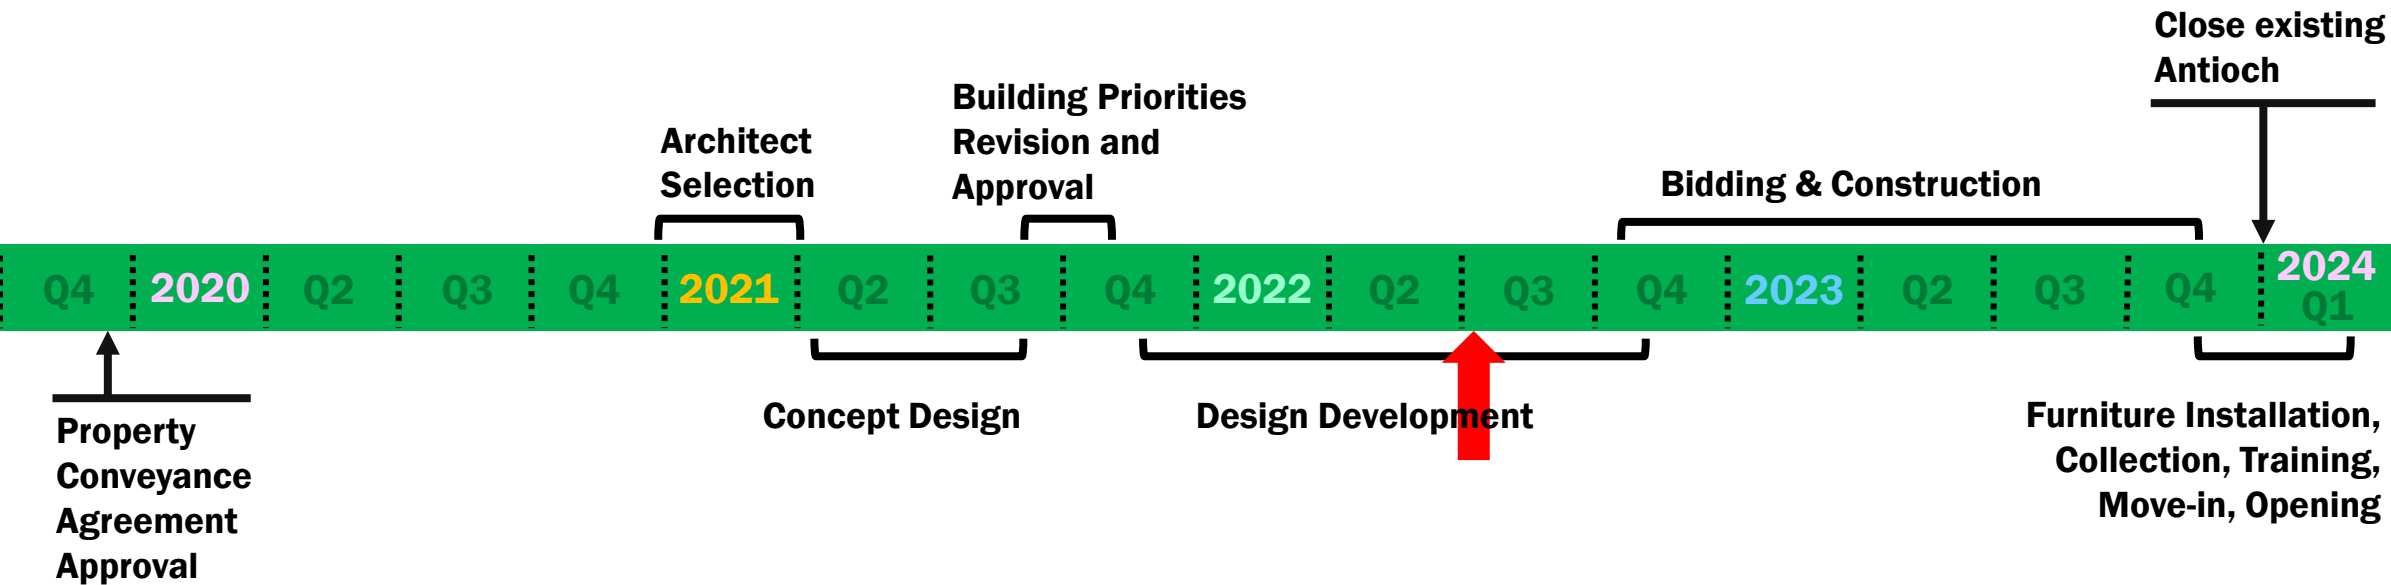 Close existing
Antioch
Building Priorities
Revision and
Approval
Architect
Selection
Bidding & Construction
Q4 2020 Q2 Q3 Q4 2021 Q2 Q3 Q4 2022 Q2 Q3 Q4 2023 Q2 Q3 Q4 2024
Q1
Property
Conveyance
Agreement
Approval
Concept Design
Design Development
Furniture Installation,
Collection, Training,
Move-in, Opening